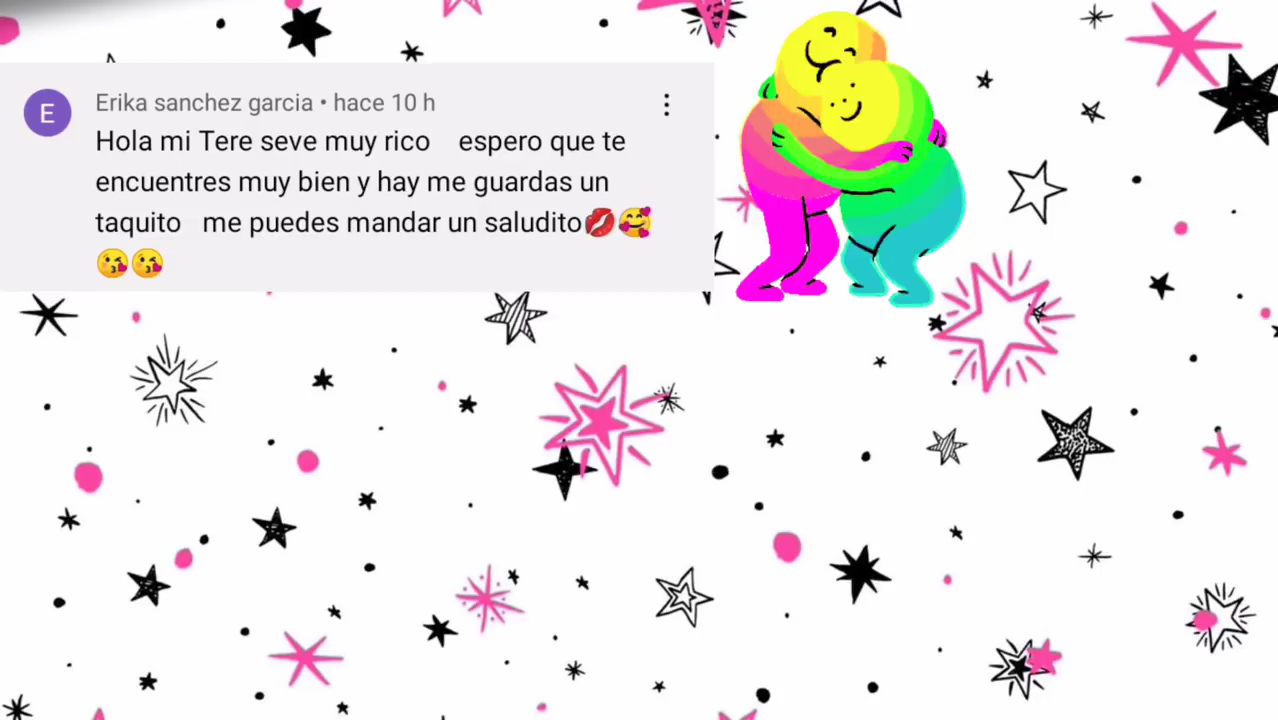 E
Erika sanchez garcia • hace 10 h
Hola mi Tere seve muy rico espero que te
encuentres muy bien y hay me guardas un
taquito me puedes mandar un saludito💋🥰
😘😘